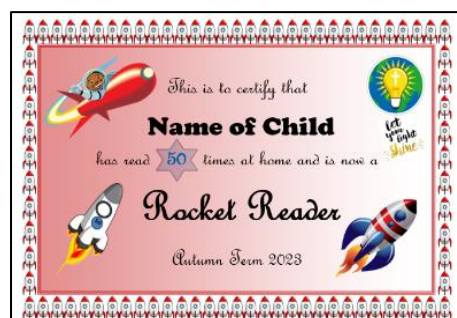 This is to certify that
Name of Child
has read 50 times at home and is now a
Rocket Reader
Autumn Term 2023
let
your light
shine